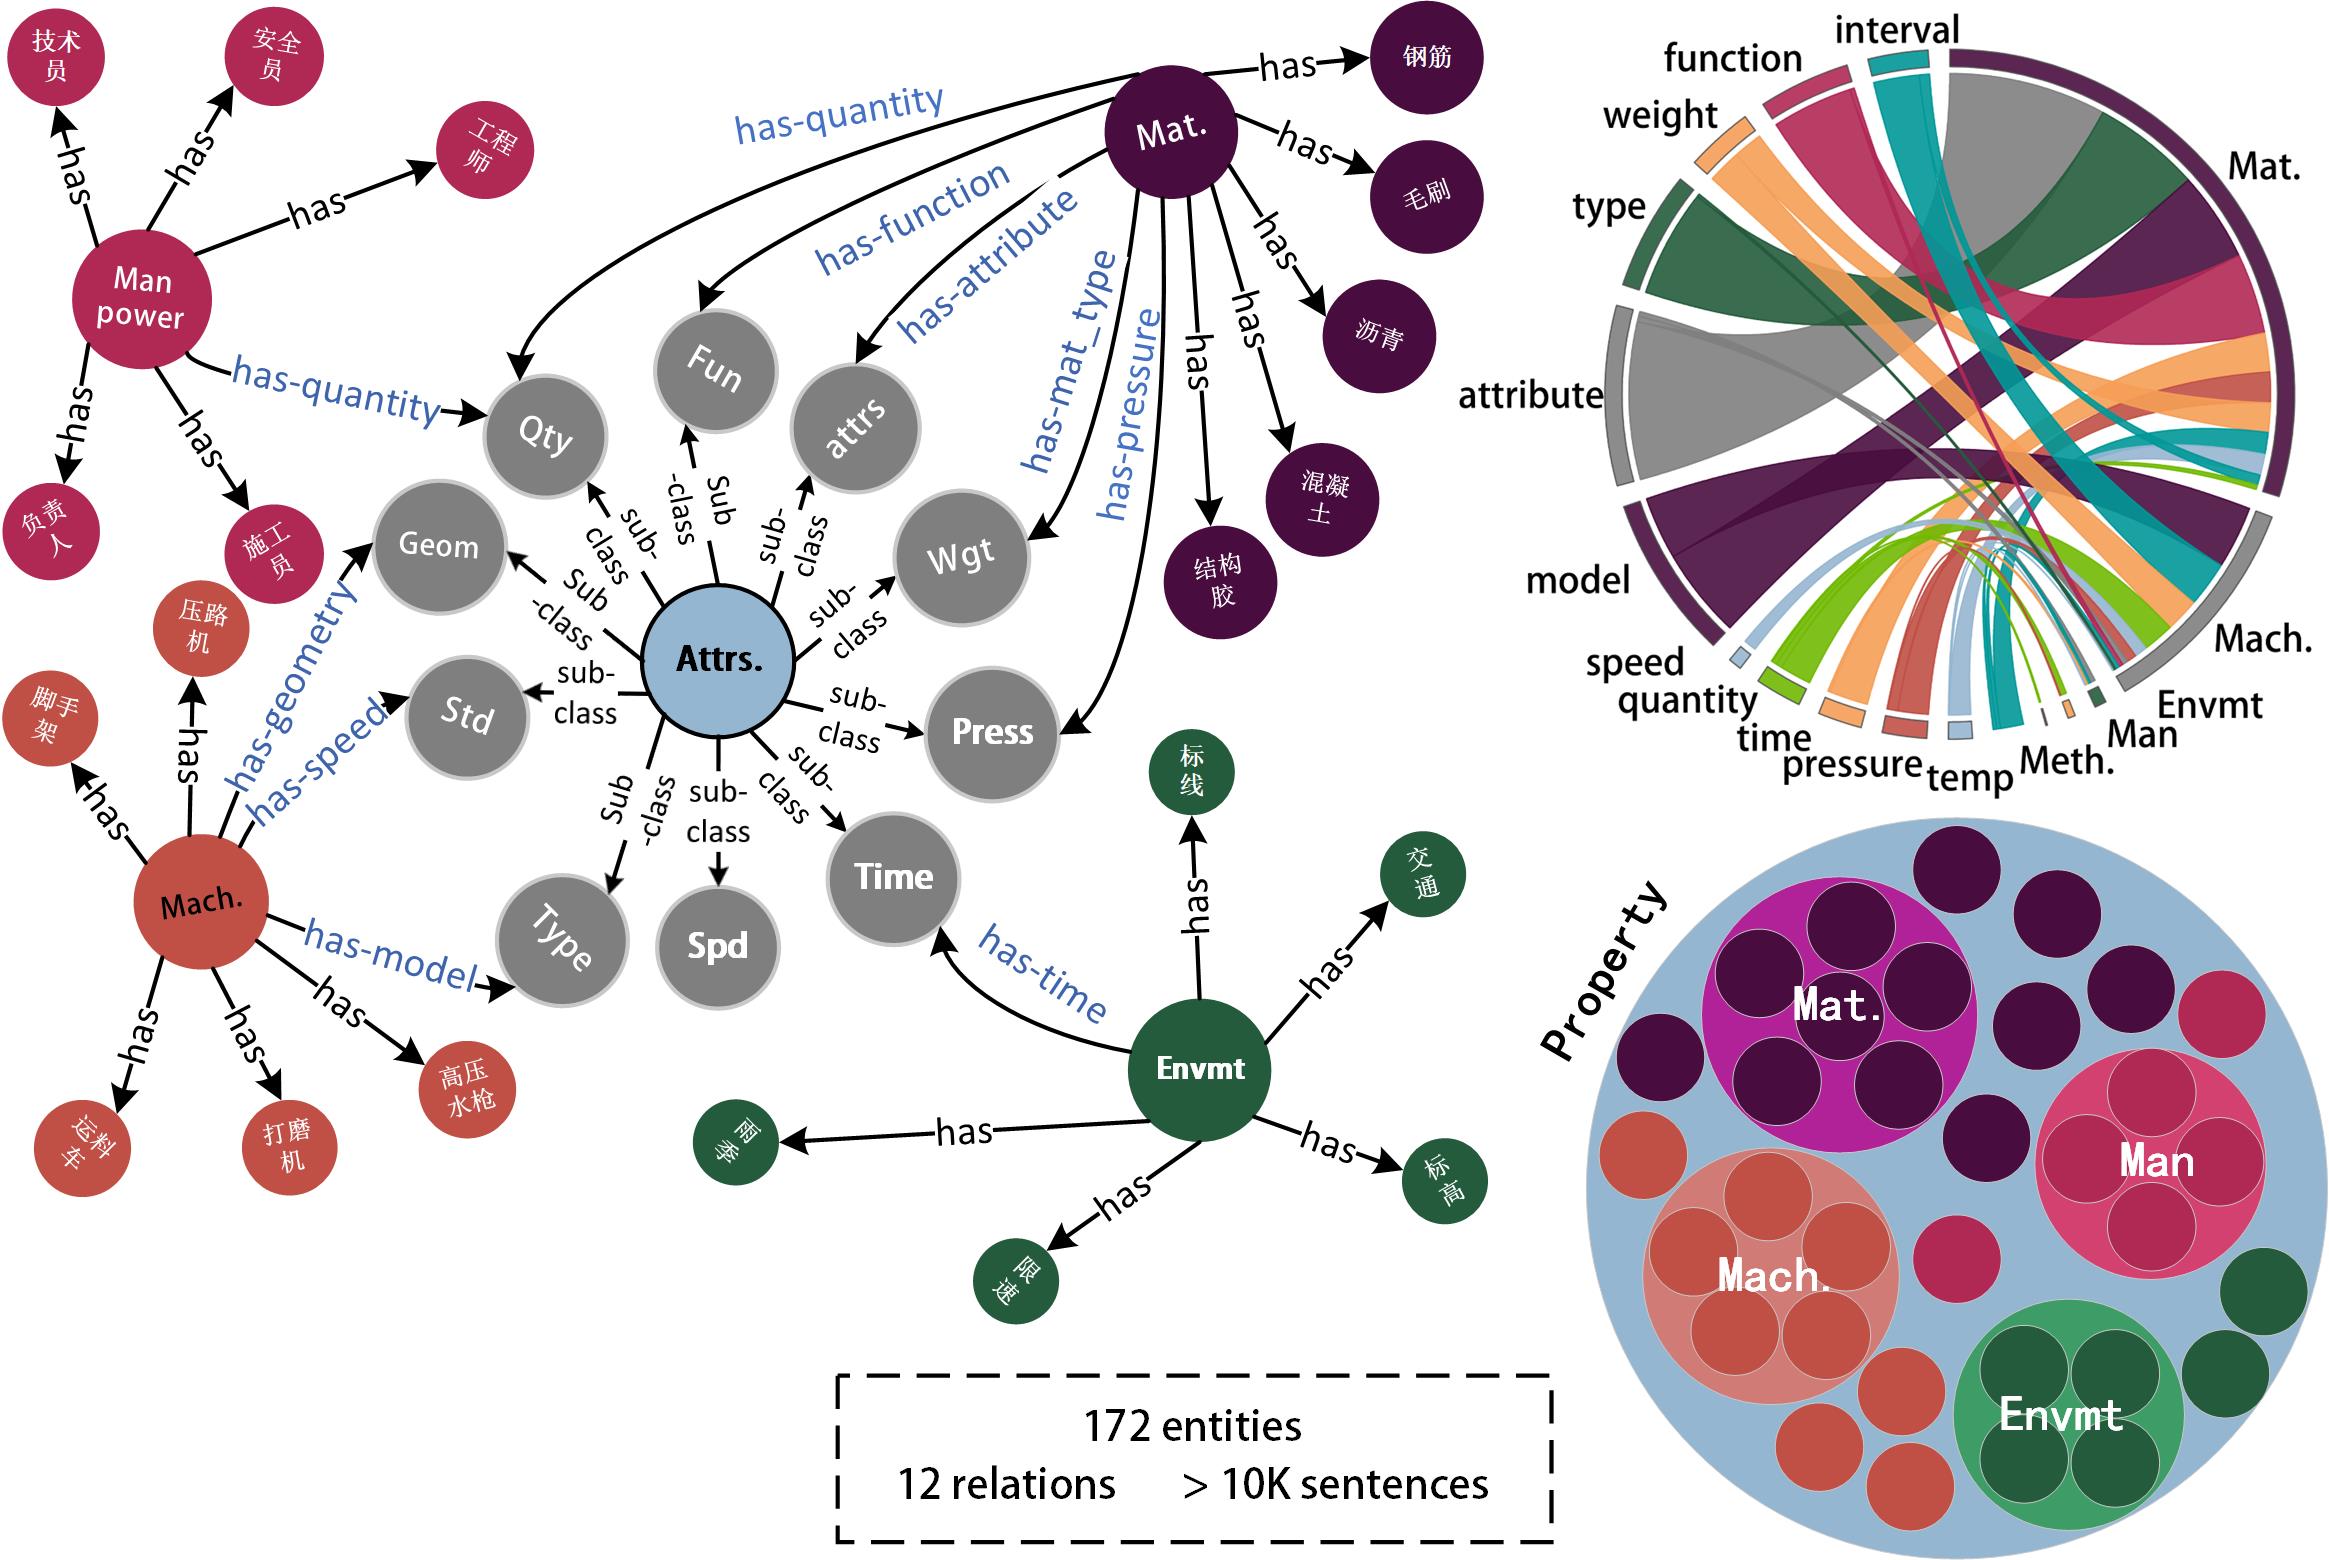 技术
员
安全
员
工程
师
has
has
has
Man
power
has-quantity
has
has
负责
人
施工
员
has-quantity
has-function
has-attribute
has-mat_type
has-pressure
Mat.
has
has
has
has
has
钢筋
毛刷
沥青
混凝
土
结构
胶
Qty
Fun
attrs
Geom
Wgt
Std
Press
Type
Spd
Time
Attrs.
sub-
class
Sub
-class
sub-
class
Sub
-class
sub-
class
sub-
class
sub-
class
Sub
-class
sub-
class
sub-
class
压路
机
脚手
架
has
has
has-geometry
has-speed
Mach.
has-model
has
has
has
运料
车
打磨
机
高压
水枪
标线
交通
has
has
has-time
Envmt
has
has
has
雨季
限速
标高
172 entities
12 relations > 10K sentences
interval
function
weight
type
attribute
model
speed
quantity
time
pressure
temp
Meth.
Man
Envmt
Mach.
Mat.
Property
Mat.
Man
Mach.
Envmt